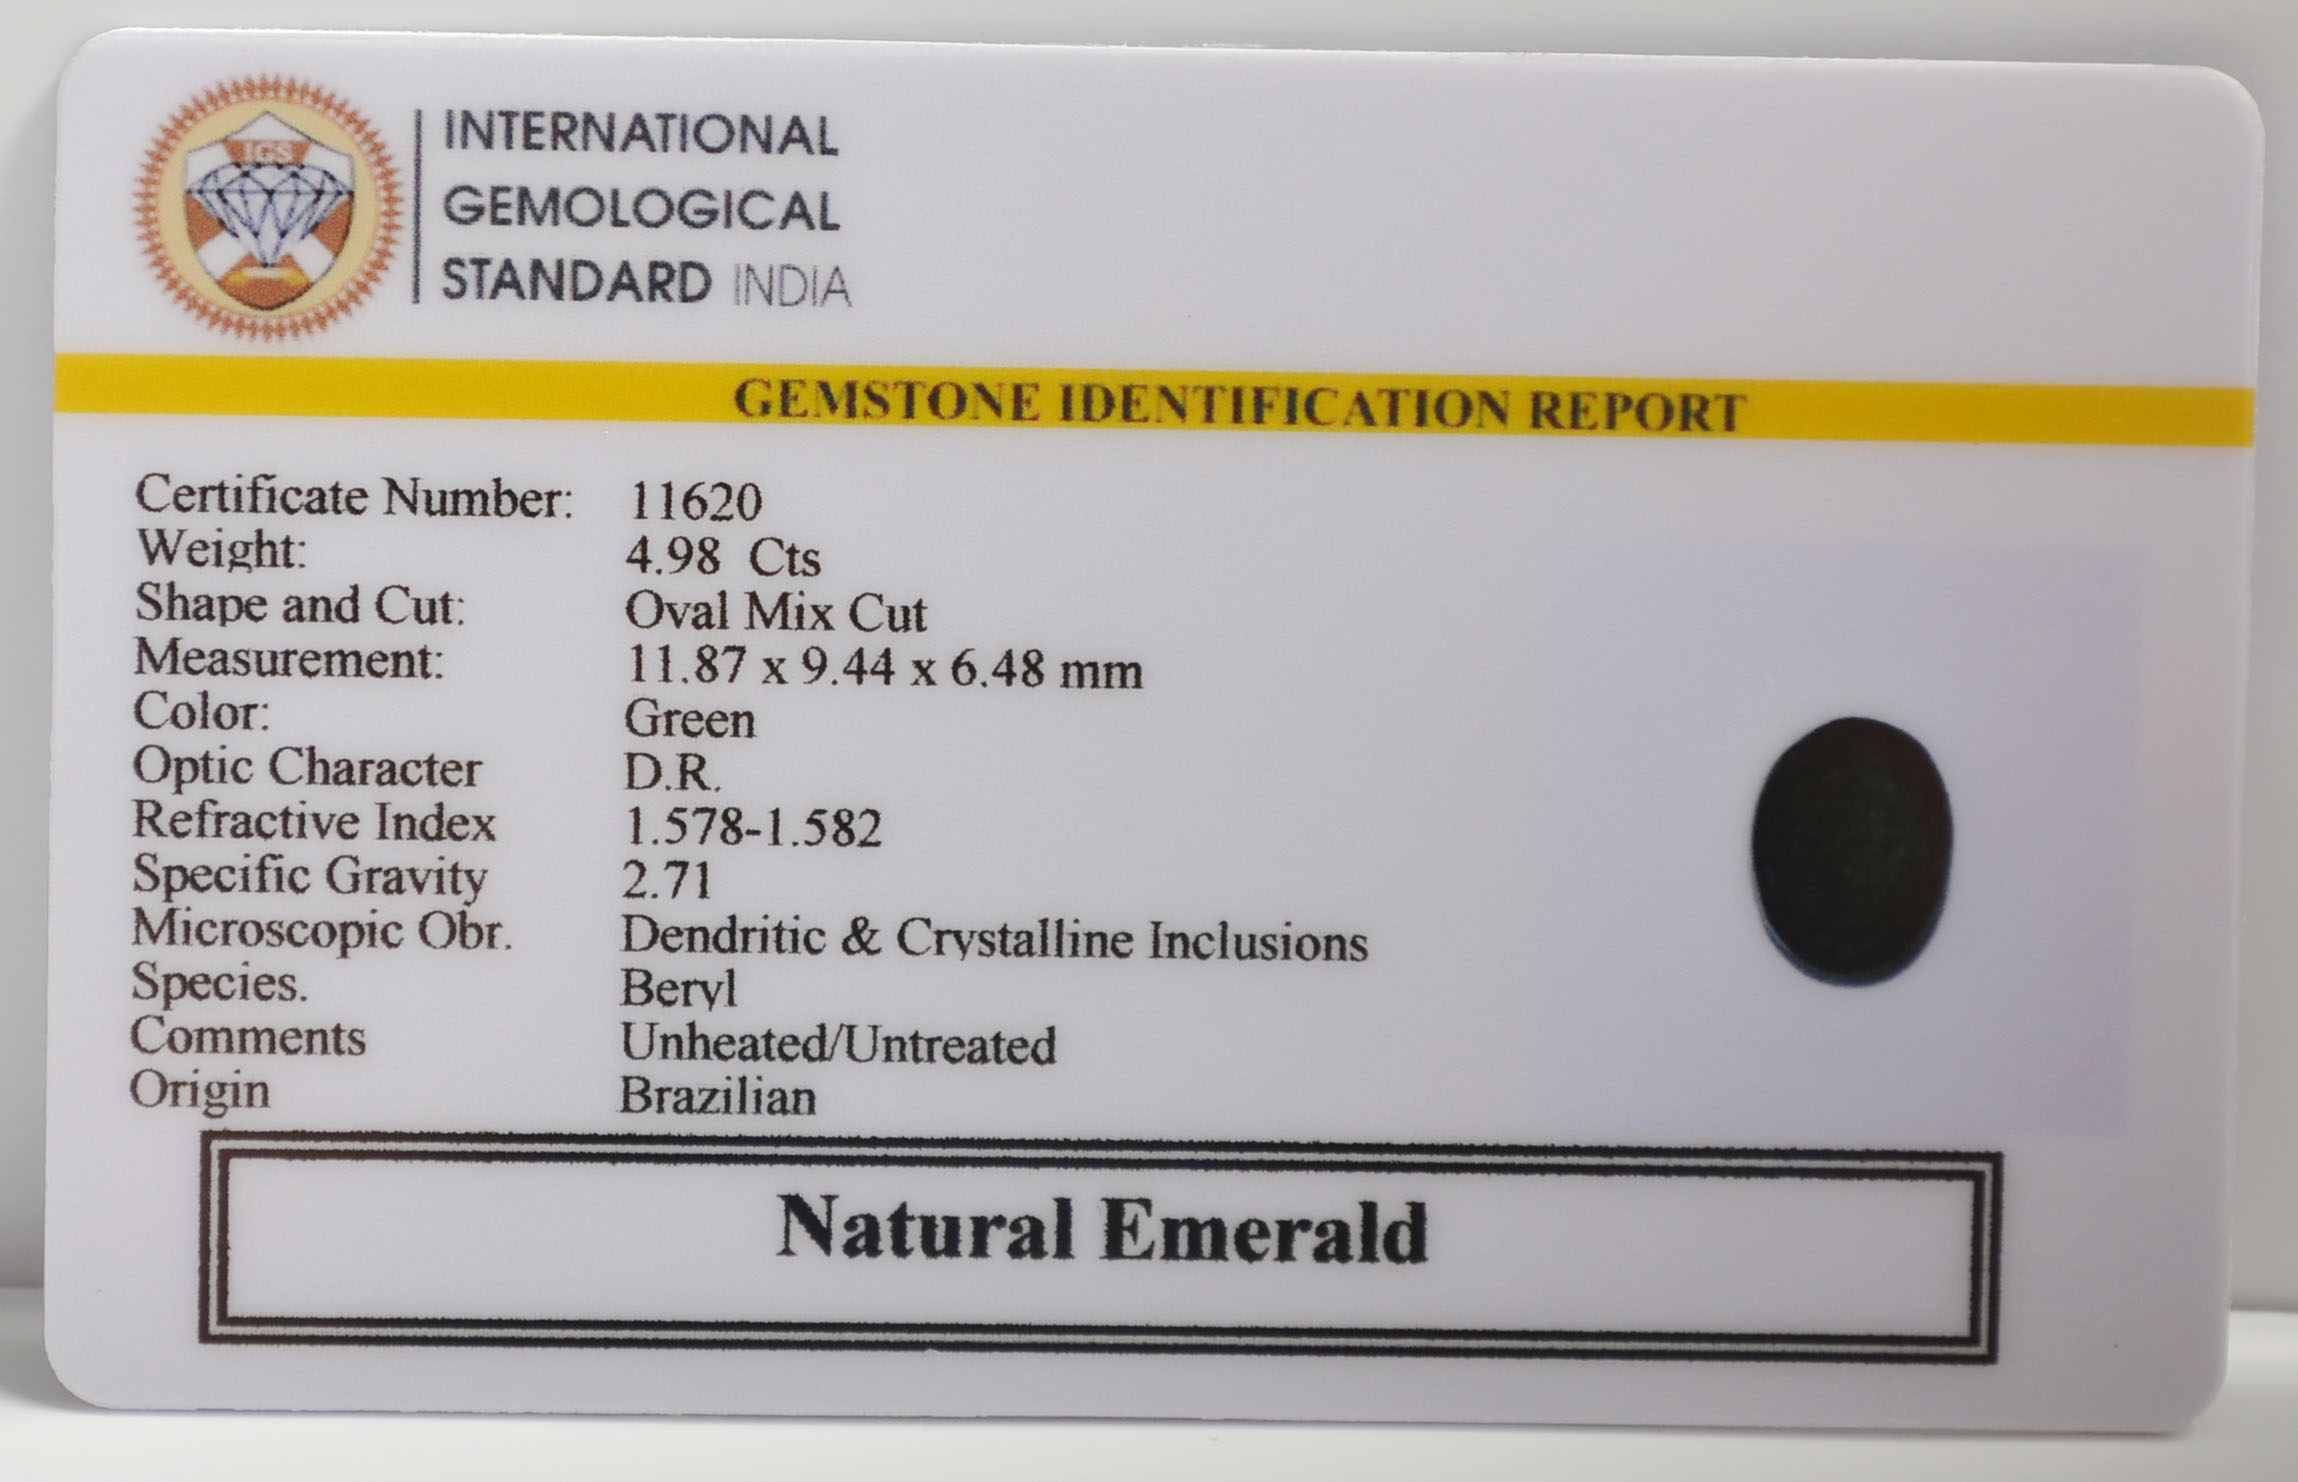 IGS
INTERNATIONAL
GEMOLOGICAL
STANDARD INDIA
GEMSTONE IDENTIFICATION REPORT
Certificate Number: 11620
Weight: 4.98 Cts
Shape and Cut: Oval Mix Cut
Measurement: 11.87 x 9.44 x 6.48 mm
Color: Green
Optic Character D.R.
Refractive Index 1.578-1.582
Specific Gravity 2.71
Microscopic Obr. Dendritic & Crystalline Inclusions
Species. Beryl
Comments Unheated/Untreated
Origin Brazilian
Natural Emerald